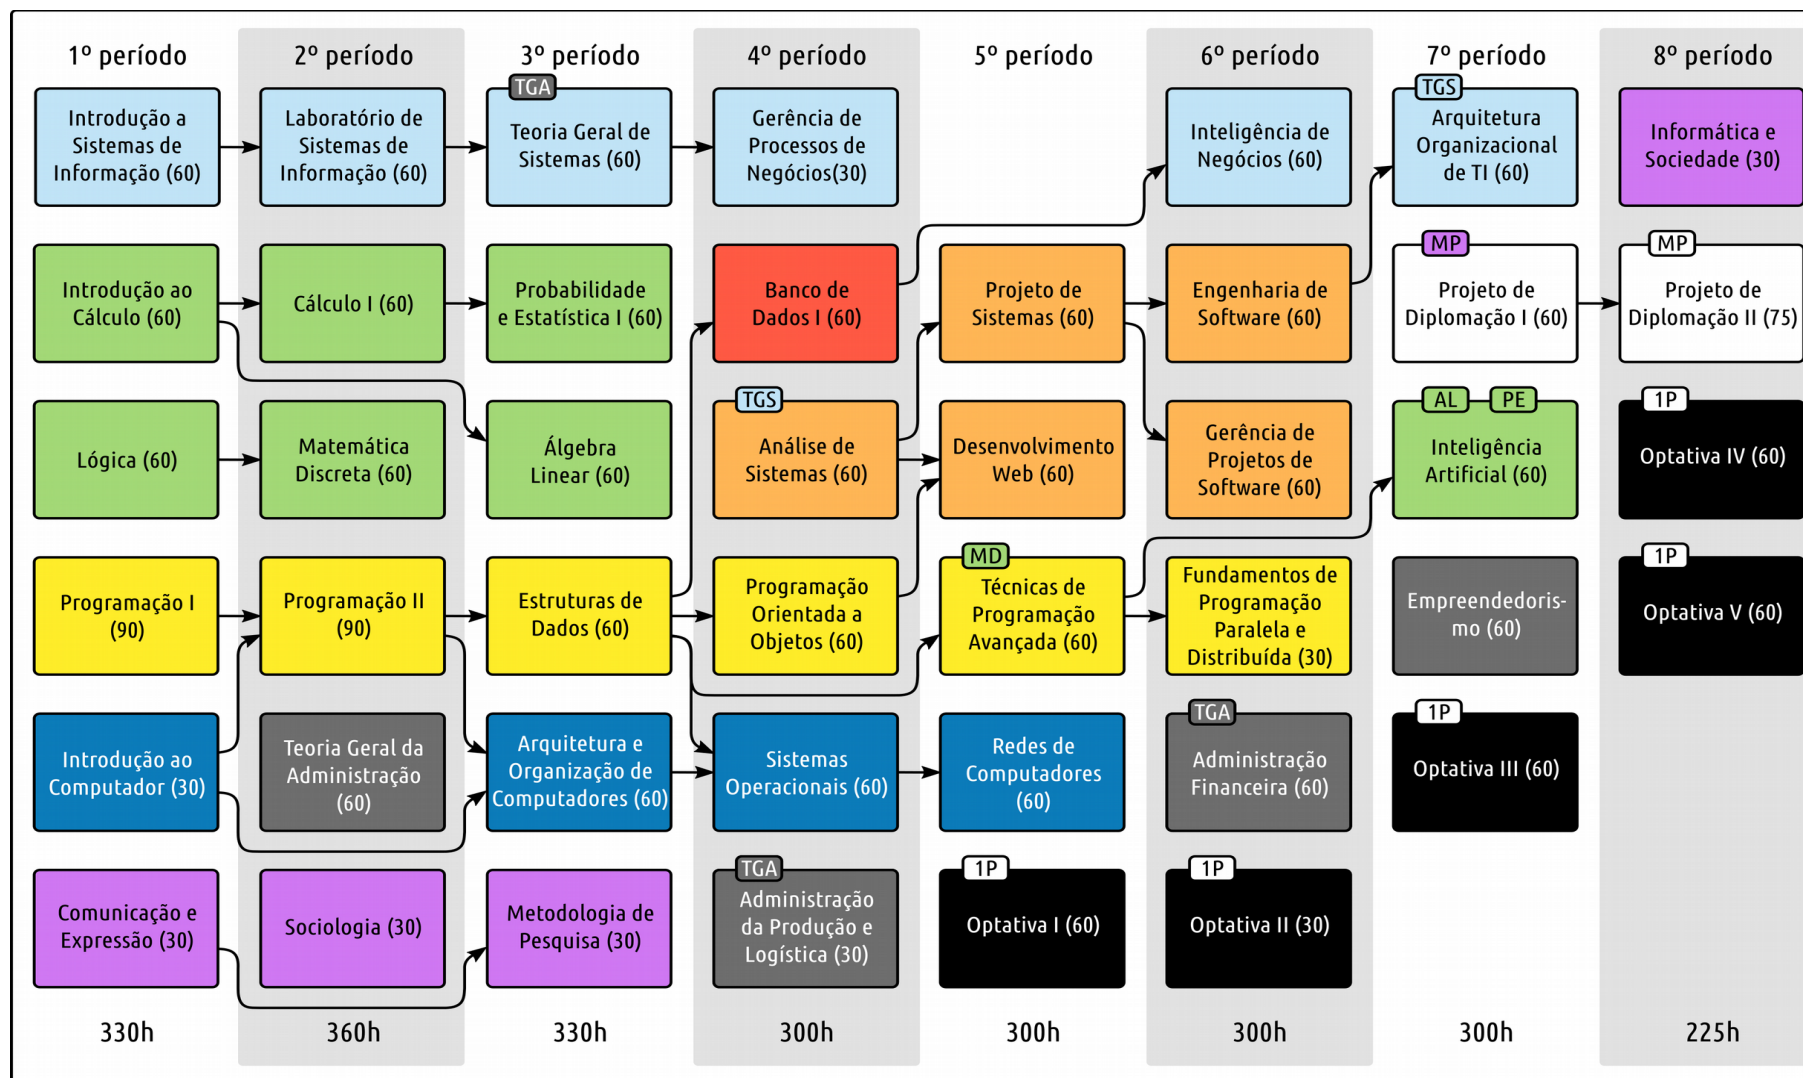 1º período
2º período
3º período
4º período
5º período
6º período
7º período
8º período
TGA
TGS
Introdução a
Sistemas de
Informação (60)
Laboratório de
Sistemas de
Informação (60)
Teoria Geral de
Sistemas (60)
Gerência de
Processos de
Negócios(30)
Inteligência de
Negócios (60)
Arquitetura
Organizacional
de TI (60)
Informática e
Sociedade (30)
MP
MP
Introdução ao
Cálculo (60)
Cálculo I (60)
Probabilidade
e Estatística I (60)
Banco de
Dados I (60)
Projeto de
Sistemas (60)
Engenharia de
Software (60)
Projeto de
Diplomação I (60)
Projeto de
Diplomação II (75)
TGS
AL
PE
1P
Lógica (60)
Matemática
Discreta (60)
Álgebra
Linear (60)
Análise de
Sistemas (60)
Desenvolvimento
Web (60)
Gerência de
Projetos de
Software (60)
Inteligência
Artificial (60)
Optativa IV (60)
MD
1P
Programação I
(90)
Programação II
(90)
Estruturas de
Dados (60)
Programação
Orientada a
Objetos (60)
Técnicas de
Programação
Avançada (60)
Fundamentos de
Programação
Paralela e
Distribuída (30)
Empreendedoris-
mo (60)
Optativa V (60)
TGA
1P
Introdução ao
Computador (30)
Teoria Geral da
Administração
(60)
Arquitetura e
Organização de
Computadores (60)
Sistemas
Operacionais (60)
Redes de
Computadores
(60)
Administração
Financeira (60)
Optativa III (60)
TGA
1P
1P
Comunicação e
Expressão (30)
Sociologia (30)
Metodologia de
Pesquisa (30)
Administração
da Produção e
Logística (30)
Optativa I (60)
Optativa II (30)
330h
360h
330h
300h
300h
300h
300h
225h